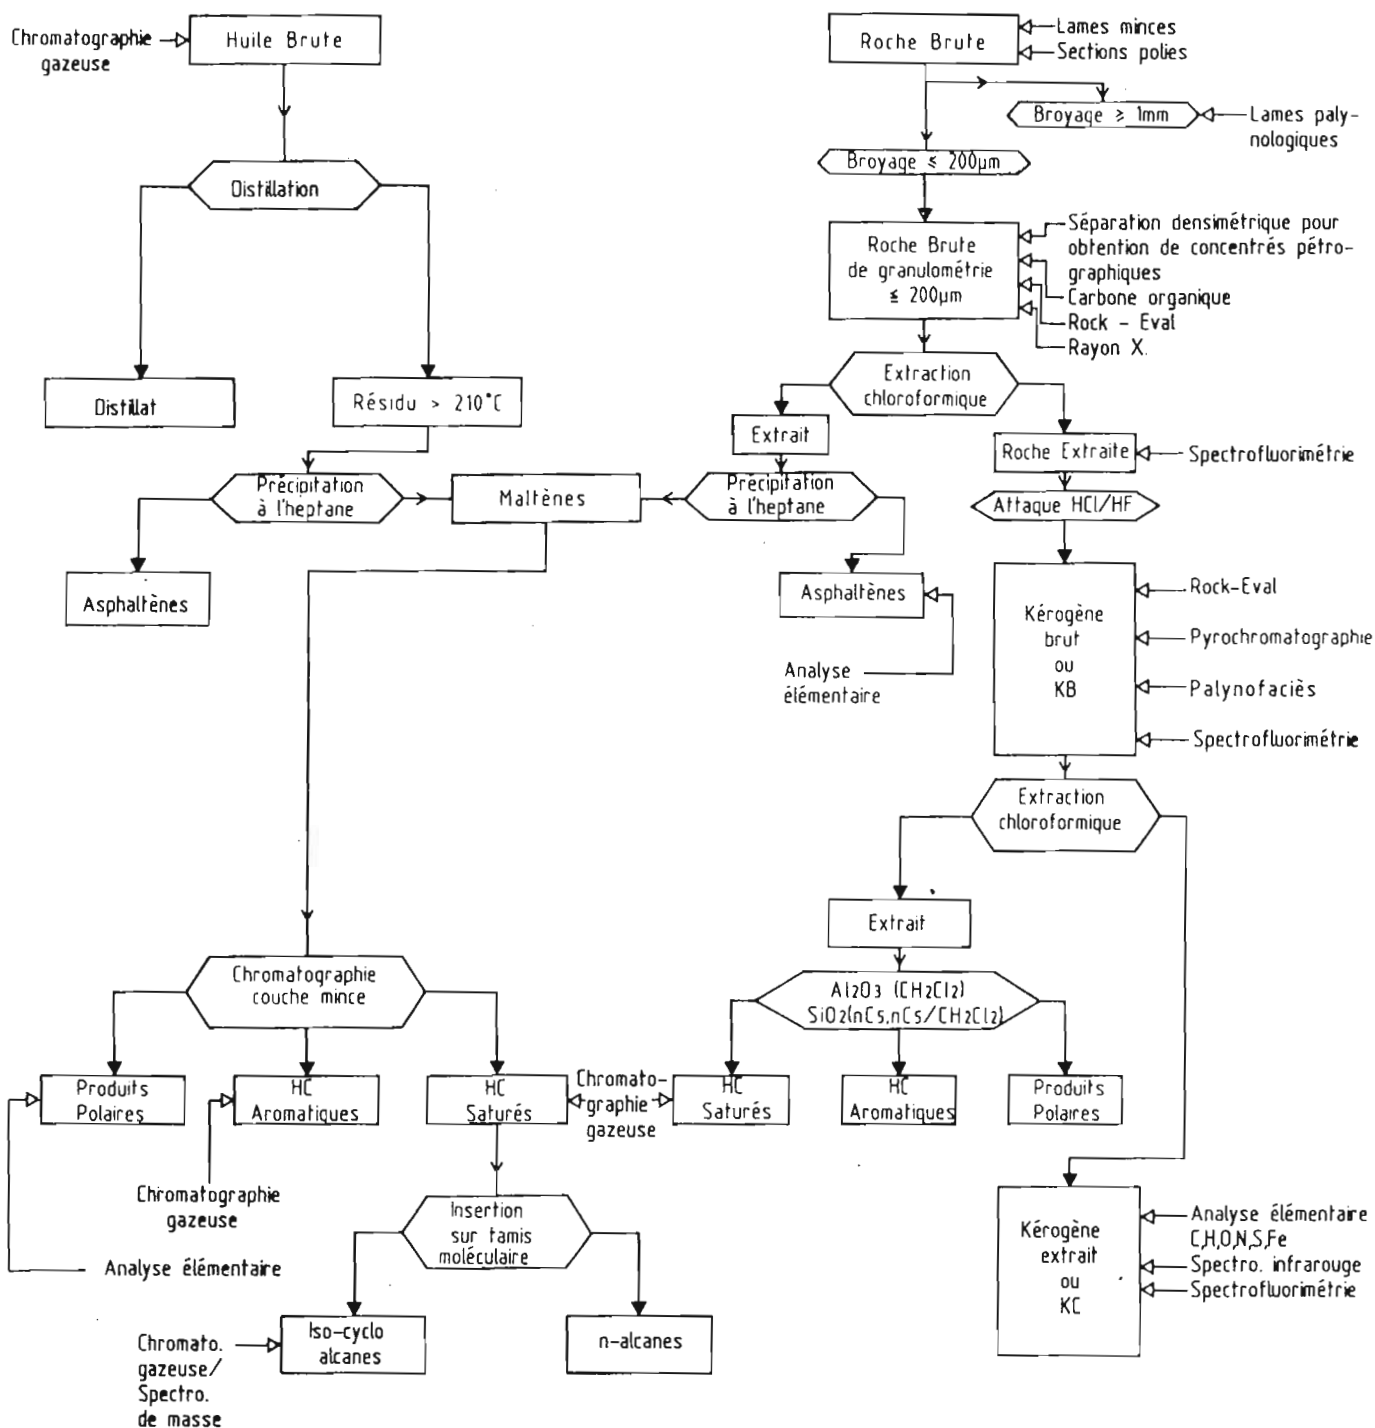 Chromatographie
gazeuse
Huile Brute
Distillation
Distillat
Résidu > 210°C
Précipitation
à l'heptane
Maltènes
Asphaltènes
Roche Brute
Lames minces
Sections polies
Broyage ≥ 1mm
Lames paly-
nologiques
Broyage ≤ 200µm
Roche Brute
de granulométrie
≦ 200µm
Séparation densimétrique pour
obtention de concentrés pétro-
graphiques
Carbone organique
Rock - Eval
Rayon X.
Extraction
chloroformique
Extrait
Précipitation
à l'heptane
Asphaltènes
Analyse
élémentaire
Roche Extraite
Spectrofluorimétrie
Attaque HCl/HF
Kérogène
brut
ou
KB
Rock-Eval
Pyrochromatographie
Palynofaciès
Spectrofluorimétrie
Extraction
chloroformique
Extrait
Al2O3 (CH2Cl2)
SiO2(nC5,nC5/CH2Cl2)
HC
Saturés
HC
Aromatiques
Produits
Polaires
Chromatographie
couche mince
Produits
Polaires
HC
Aromatiques
HC
Saturés
Chromato-
graphie
gazeuse
Chromatographie
gazeuse
Analyse élémentaire
Insertion
sur tamis
moléculaire
Iso-cyclo
alcanes
n-alcanes
Chromato.
gazeuse/
Spectro.
de masse
Kérogène
extrait
ou
KC
Analyse élémentaire
C,H,O,N,S,Fe
Spectro. infrarouge
Spectrofluorimétrie